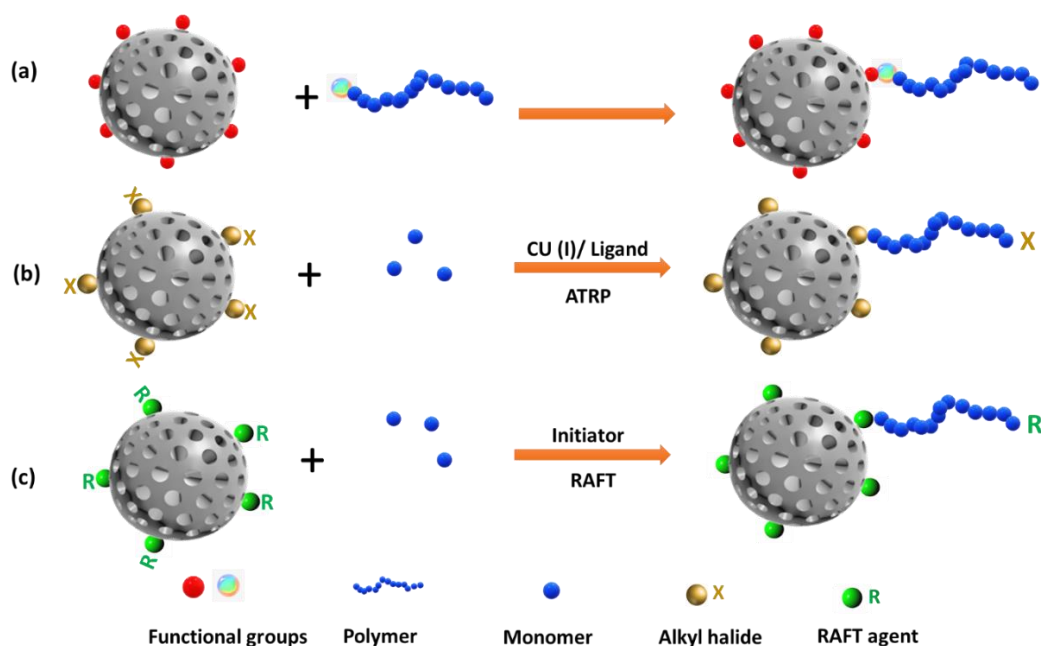 (a)
X
X
X
X
X
(b)
CU (I)/ Ligand
ATRP
X
R
R
R
R
R
(c)
Initiator
RAFT
R
X
R
Functional groups
Polymer
Monomer
Alkyl halide
RAFT agent